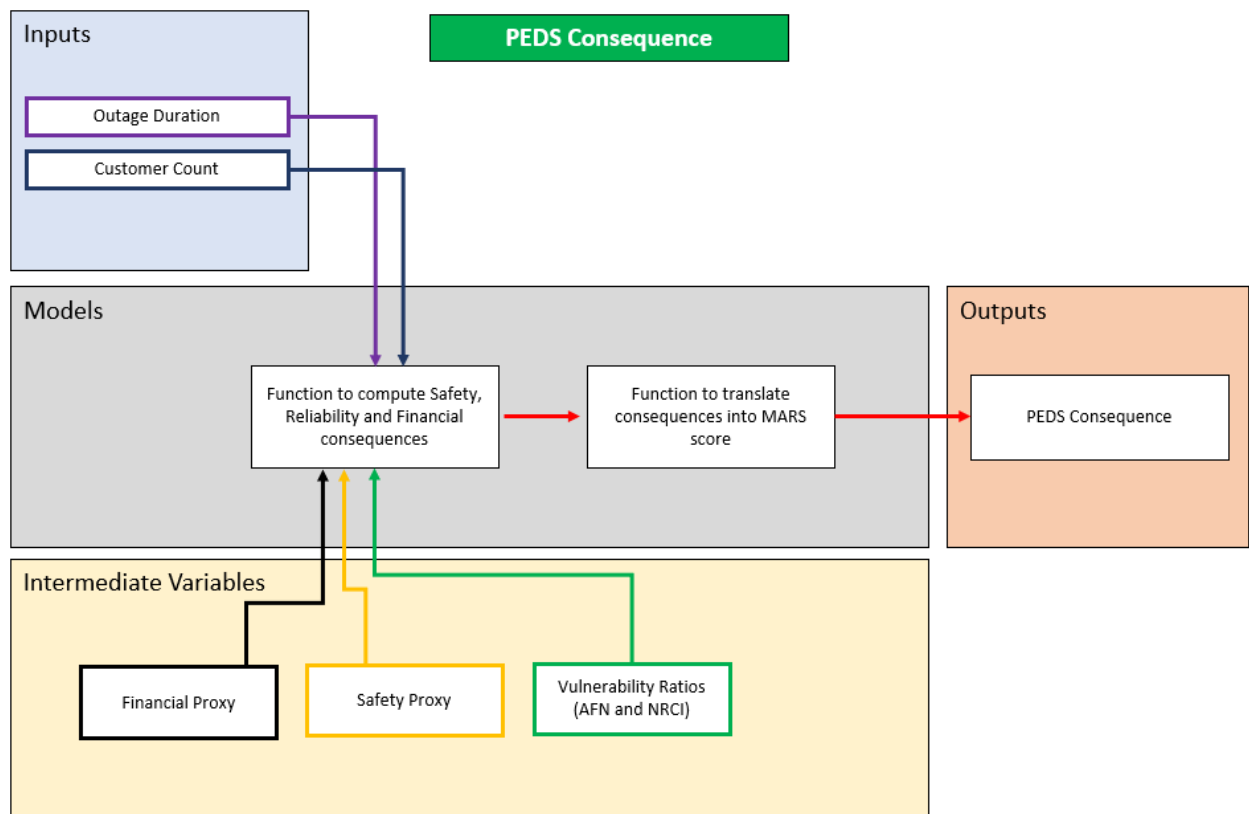 Inputs
PEDS Consequence
Outage Duration
Customer Count
Models
Function to compute Safety,
Reliability and Financial
consequences
Function to translate
consequences into MARS
score
Outputs
PEDS Consequence
Intermediate Variables
Financial Proxy
Safety Proxy
Vulnerability Ratios
(AFN and NRCI)